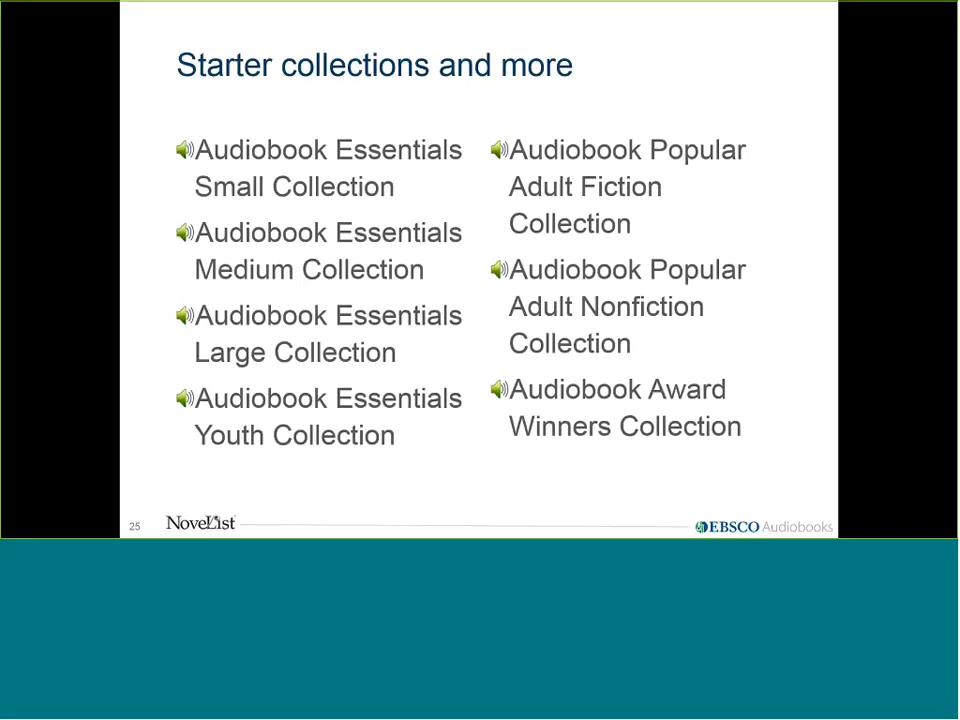 Starter collections and more
Audiobook Essentials
Small Collection
Audiobook Essentials
Medium Collection
Audiobook Essentials
Large Collection
Audiobook Essentials
Youth Collection
Audiobook Popular
Adult Fiction
Collection
Audiobook Popular
Adult Nonfiction
Collection
Audiobook Award
Winners Collection
25
NoveList
EBSCO Audiobooks